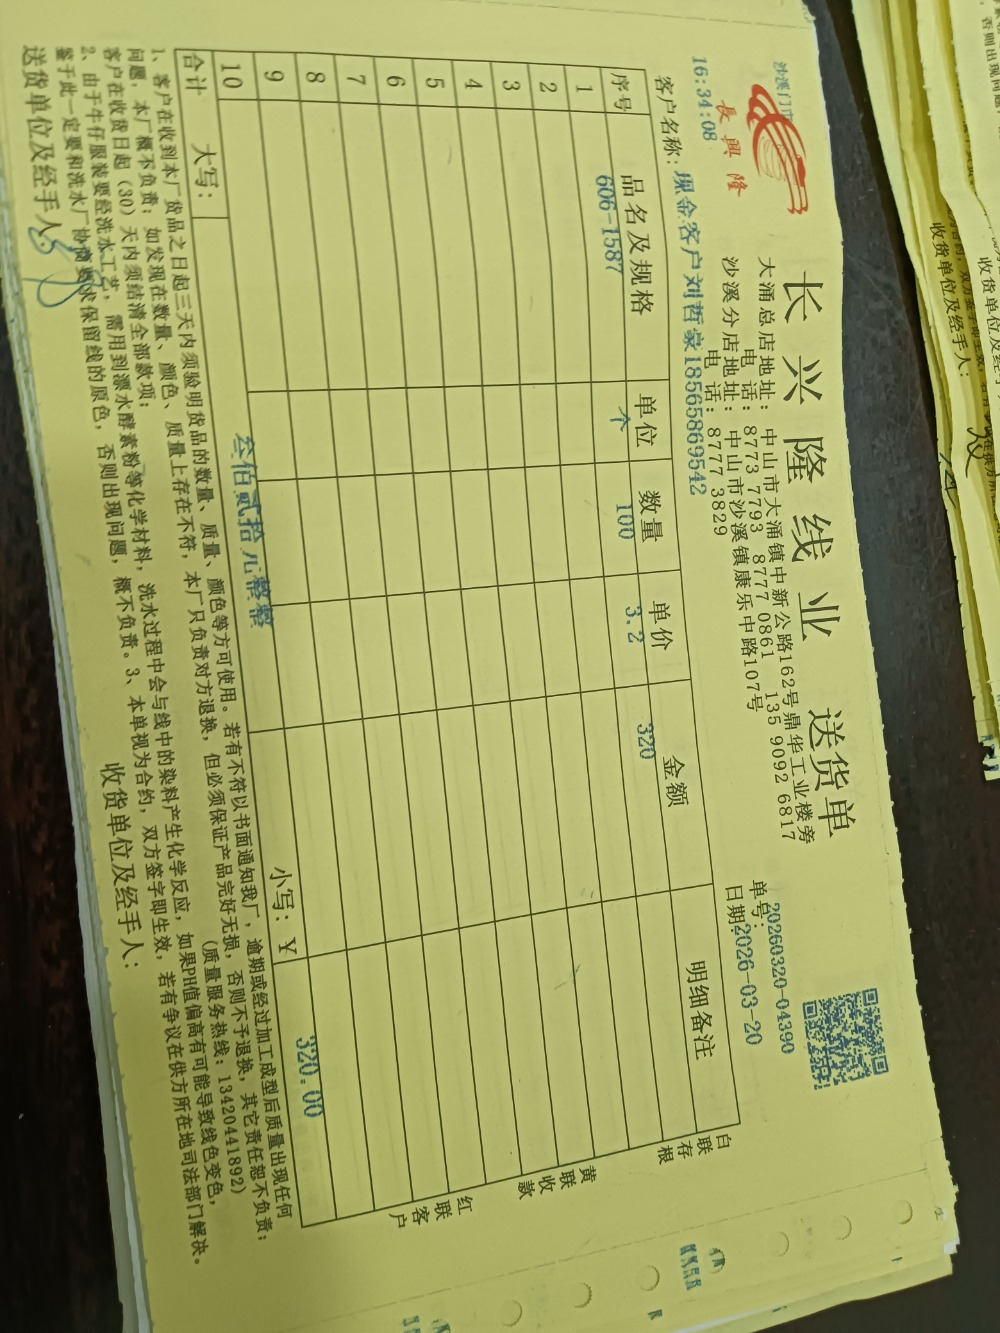 沙溪门市
長興隆
长兴隆线业 送货单
大涌总店地址：中山市大涌镇中新公路162号鼎华工业楼旁
电 话：8773 7793 8777 0861 135 9092 6817
沙溪分店地址：中山市沙溪镇康乐中路107号
电 话：8777 3829
16:34:08
单号：20260320-04390
日期：2026-03-20
客户名称：现金客户刘哲豪18565869542
序号 品名及规格 单位 数量 单价 金额 明细备注
1 606-1587 个 100 3.2 320
2
3
4
5
6
7
8
9
10
合计 大写： 叁佰贰拾元整整 小写：￥ 320.00
白联存根
黄联收款
红联客户
1、客户在收到本厂货品之日起三天内须验明货品的数量、质量、颜色等方可使用。若有不符以书面通知我厂，逾期或经过加工成型后质量出现任何
问题，本厂概不负责；如发现在数量、颜色、质量上存在不符，本厂只负责对方退换，但必须保证产品完好无损，否则不予退换，其它责任恕不负责；
客户在收货日起（30）天内须结清全部款项； （质量服务热线：13420441892）
2、由于牛仔服装要经洗水工艺，需用到漂水酵素粉等化学材料，洗水过程中会与线中的染料产生化学反应，如果PH值偏高有可能导致线色变色，
鉴于此一定要和洗水厂协商要求保留线的原色，否则出现问题，概不负责。3、本单视为合约，双方签字即生效，若有争议在供方所在地司法部门解决。
送货单位及经手人： 收货单位及经手人：
收货单位及经手人：